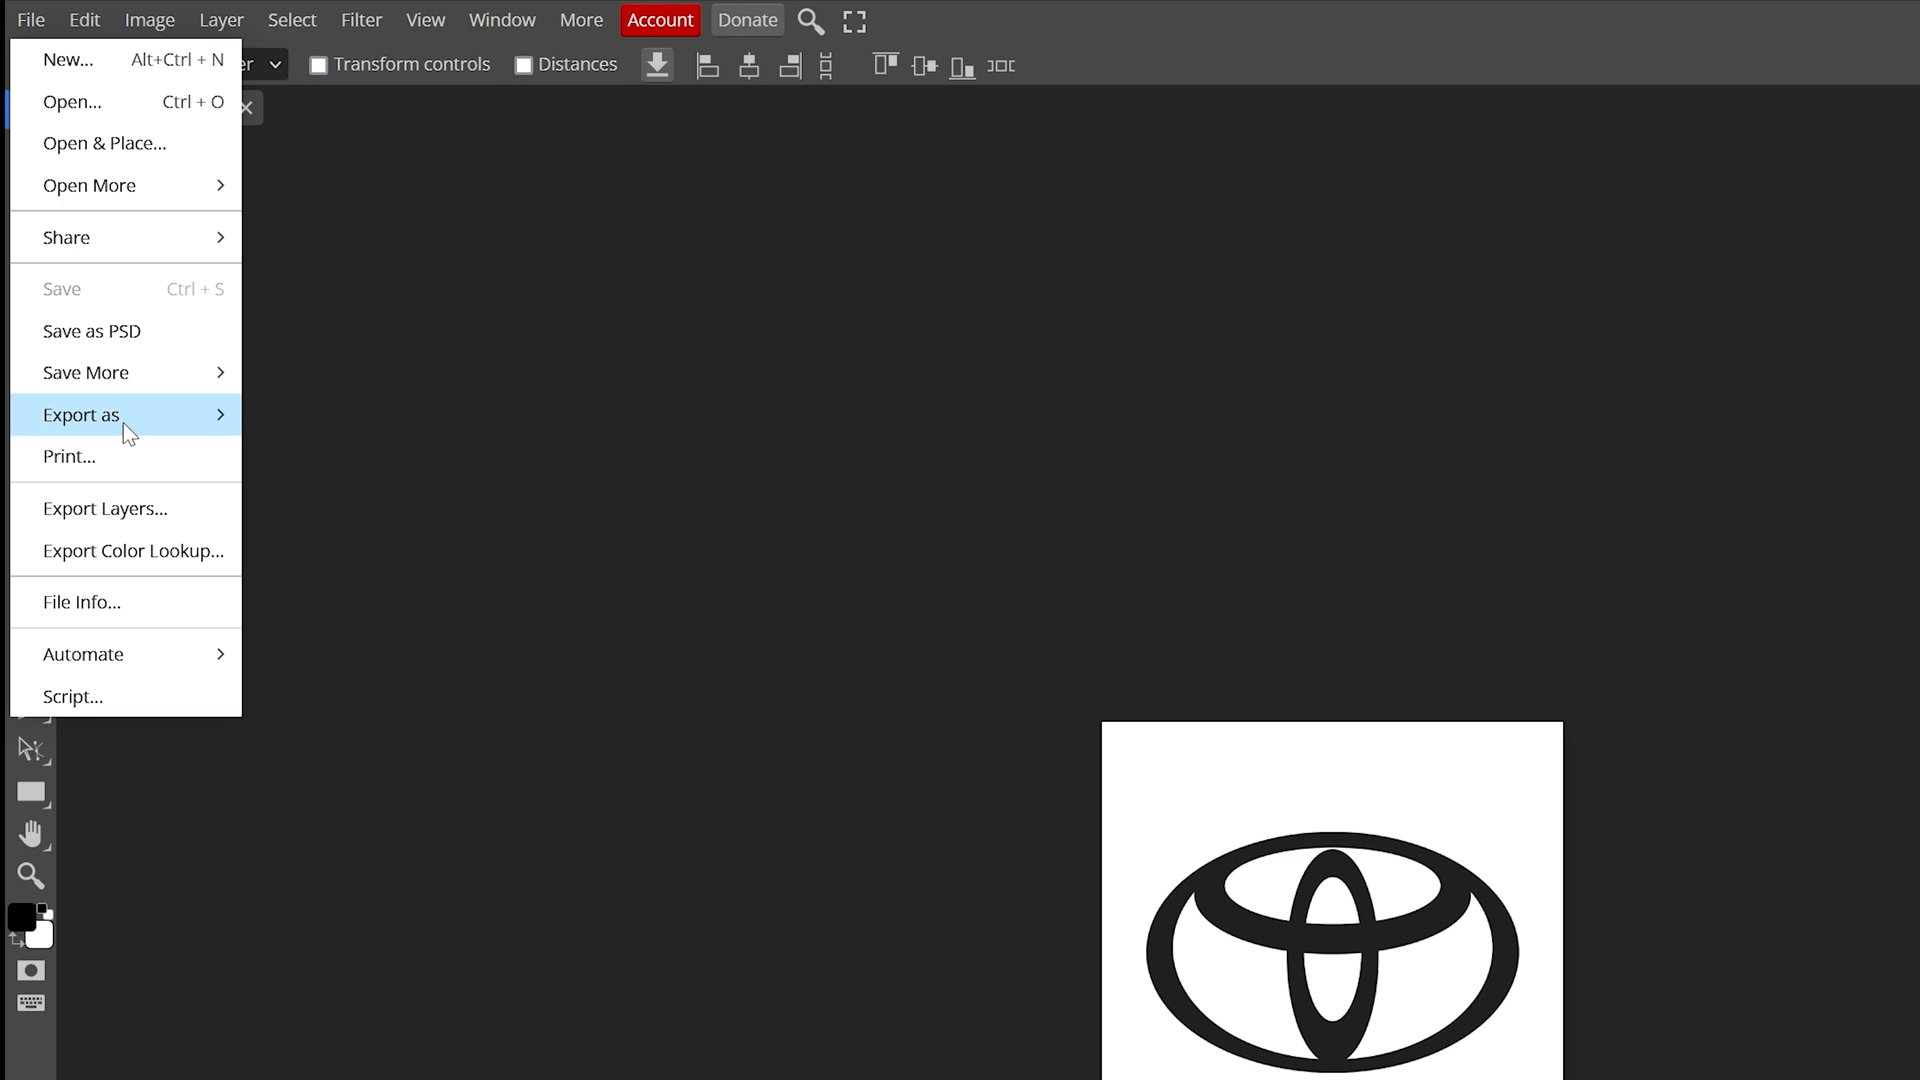 File Edit Image Layer Select Filter View Window More Account Donate
er Transform controls Distances
New... Alt+Ctrl + N
Open... Ctrl + O
Open & Place...
Open More
Share
Save Ctrl + S
Save as PSD
Save More
Export as
Print...
Export Layers...
Export Color Lookup...
File Info...
Automate
Script...